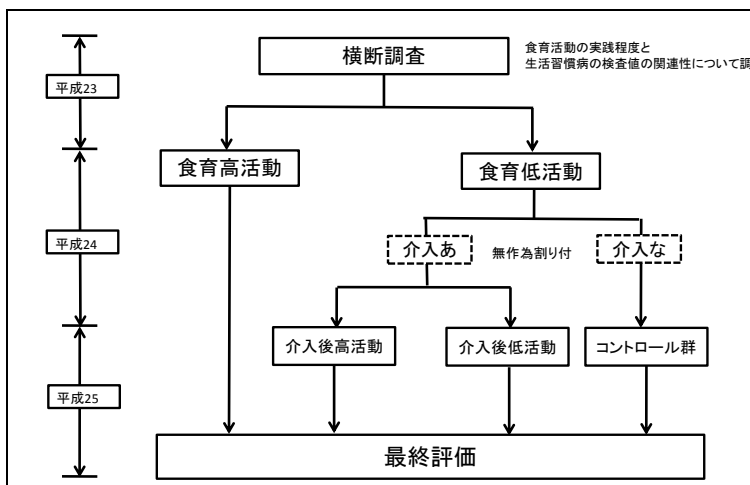 横断調査
食育活動の実践程度と
生活習慣病の検査値の関連性について調
平成23
食育高活動
食育低活動
平成24
介入あ
無作為割り付
介入な
介入後高活動
介入後低活動
コントロール群
平成25
最終評価